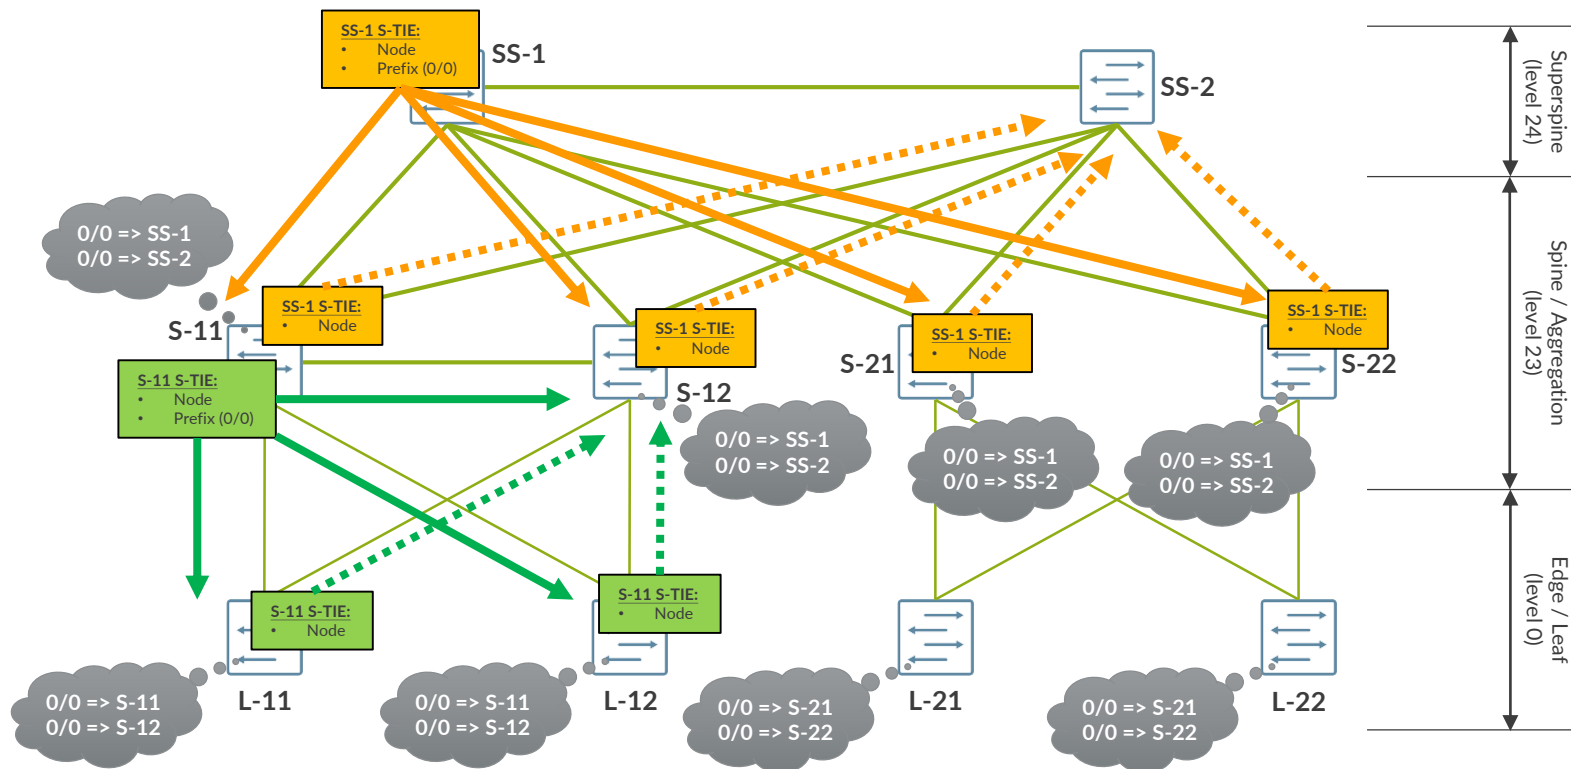 SS-1 S-TIE:
• Node
• Prefix (0/0)
SS-1
SS-2
Superspine
(level 24)
0/0 => SS-1
0/0 => SS-2
SS-1 S-TIE:
• Node
S-11
SS-1 S-TIE:
• Node
S-12
SS-1 S-TIE:
• Node
S-21
SS-1 S-TIE:
• Node
S-22
Spine / Aggregation
(level 23)
S-11 S-TIE:
• Node
• Prefix (0/0)
0/0 => SS-1
0/0 => SS-2
0/0 => SS-1
0/0 => SS-2
0/0 => SS-1
0/0 => SS-2
S-11 S-TIE:
• Node
S-11 S-TIE:
• Node
Edge / Leaf
(level 0)
0/0 => S-11
0/0 => S-12
L-11
0/0 => S-11
0/0 => S-12
L-12
0/0 => S-21
0/0 => S-22
L-21
0/0 => S-21
0/0 => S-22
L-22